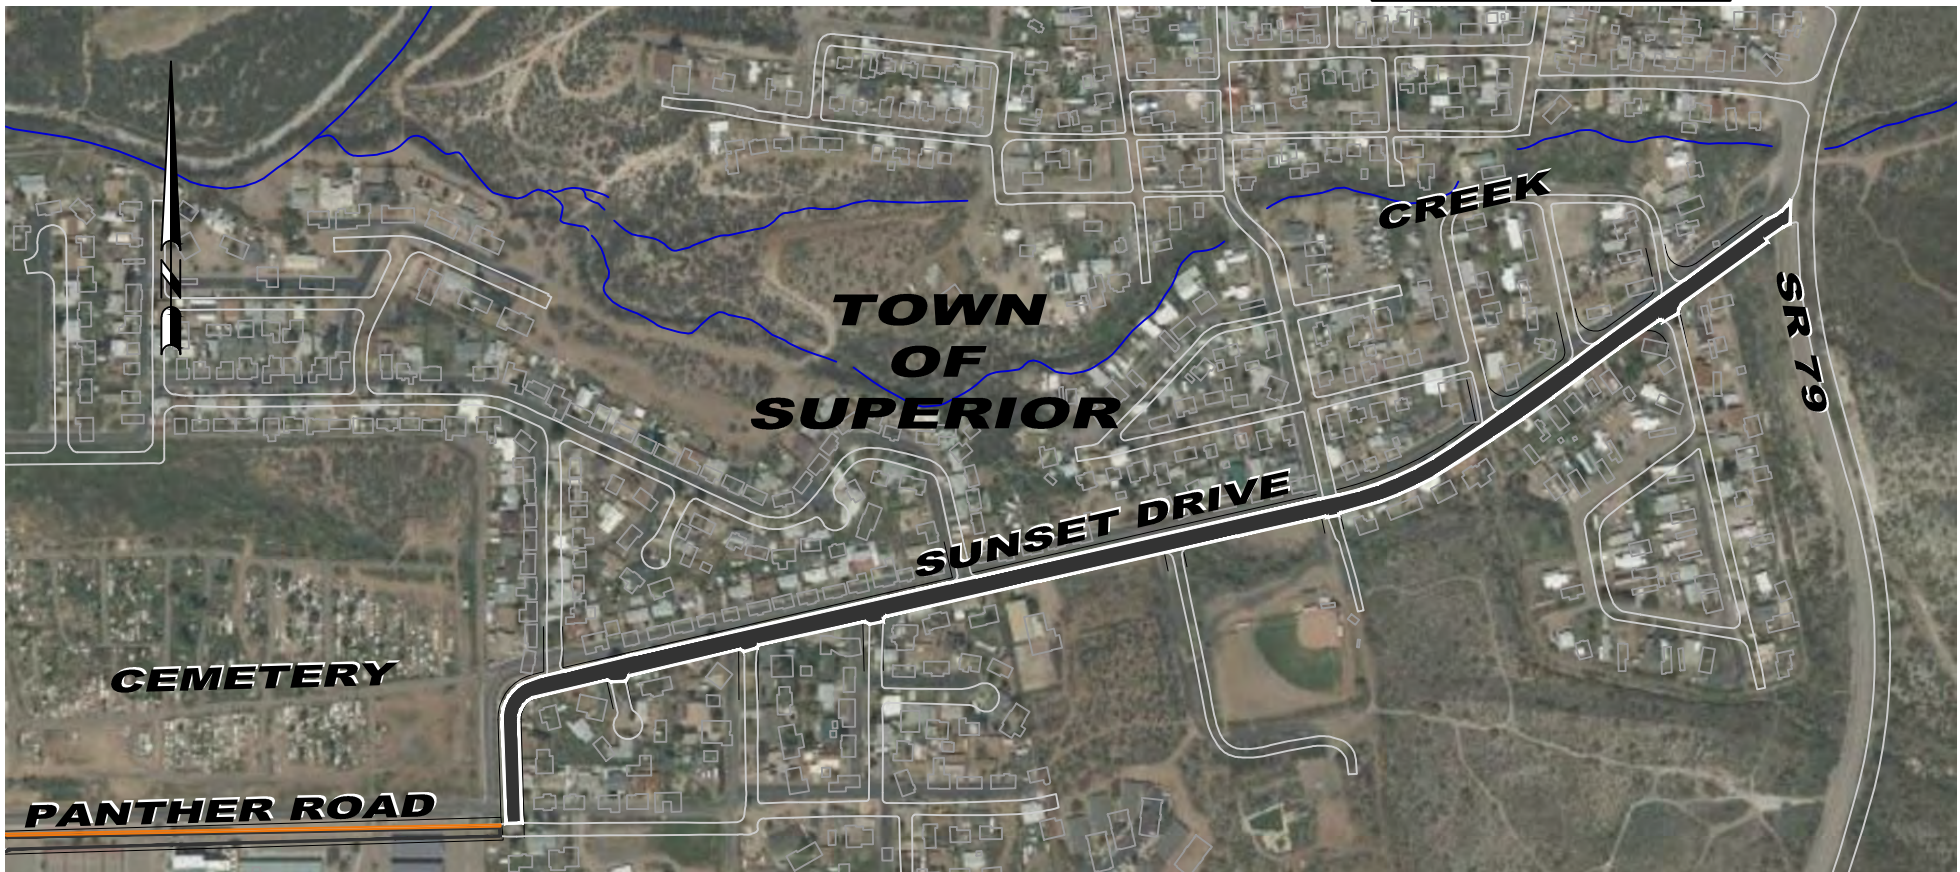 CREEK
TOWN
OF
SUPERIOR
SR 79
SUNSET DRIVE
CEMETERY
PANTHER ROAD
N